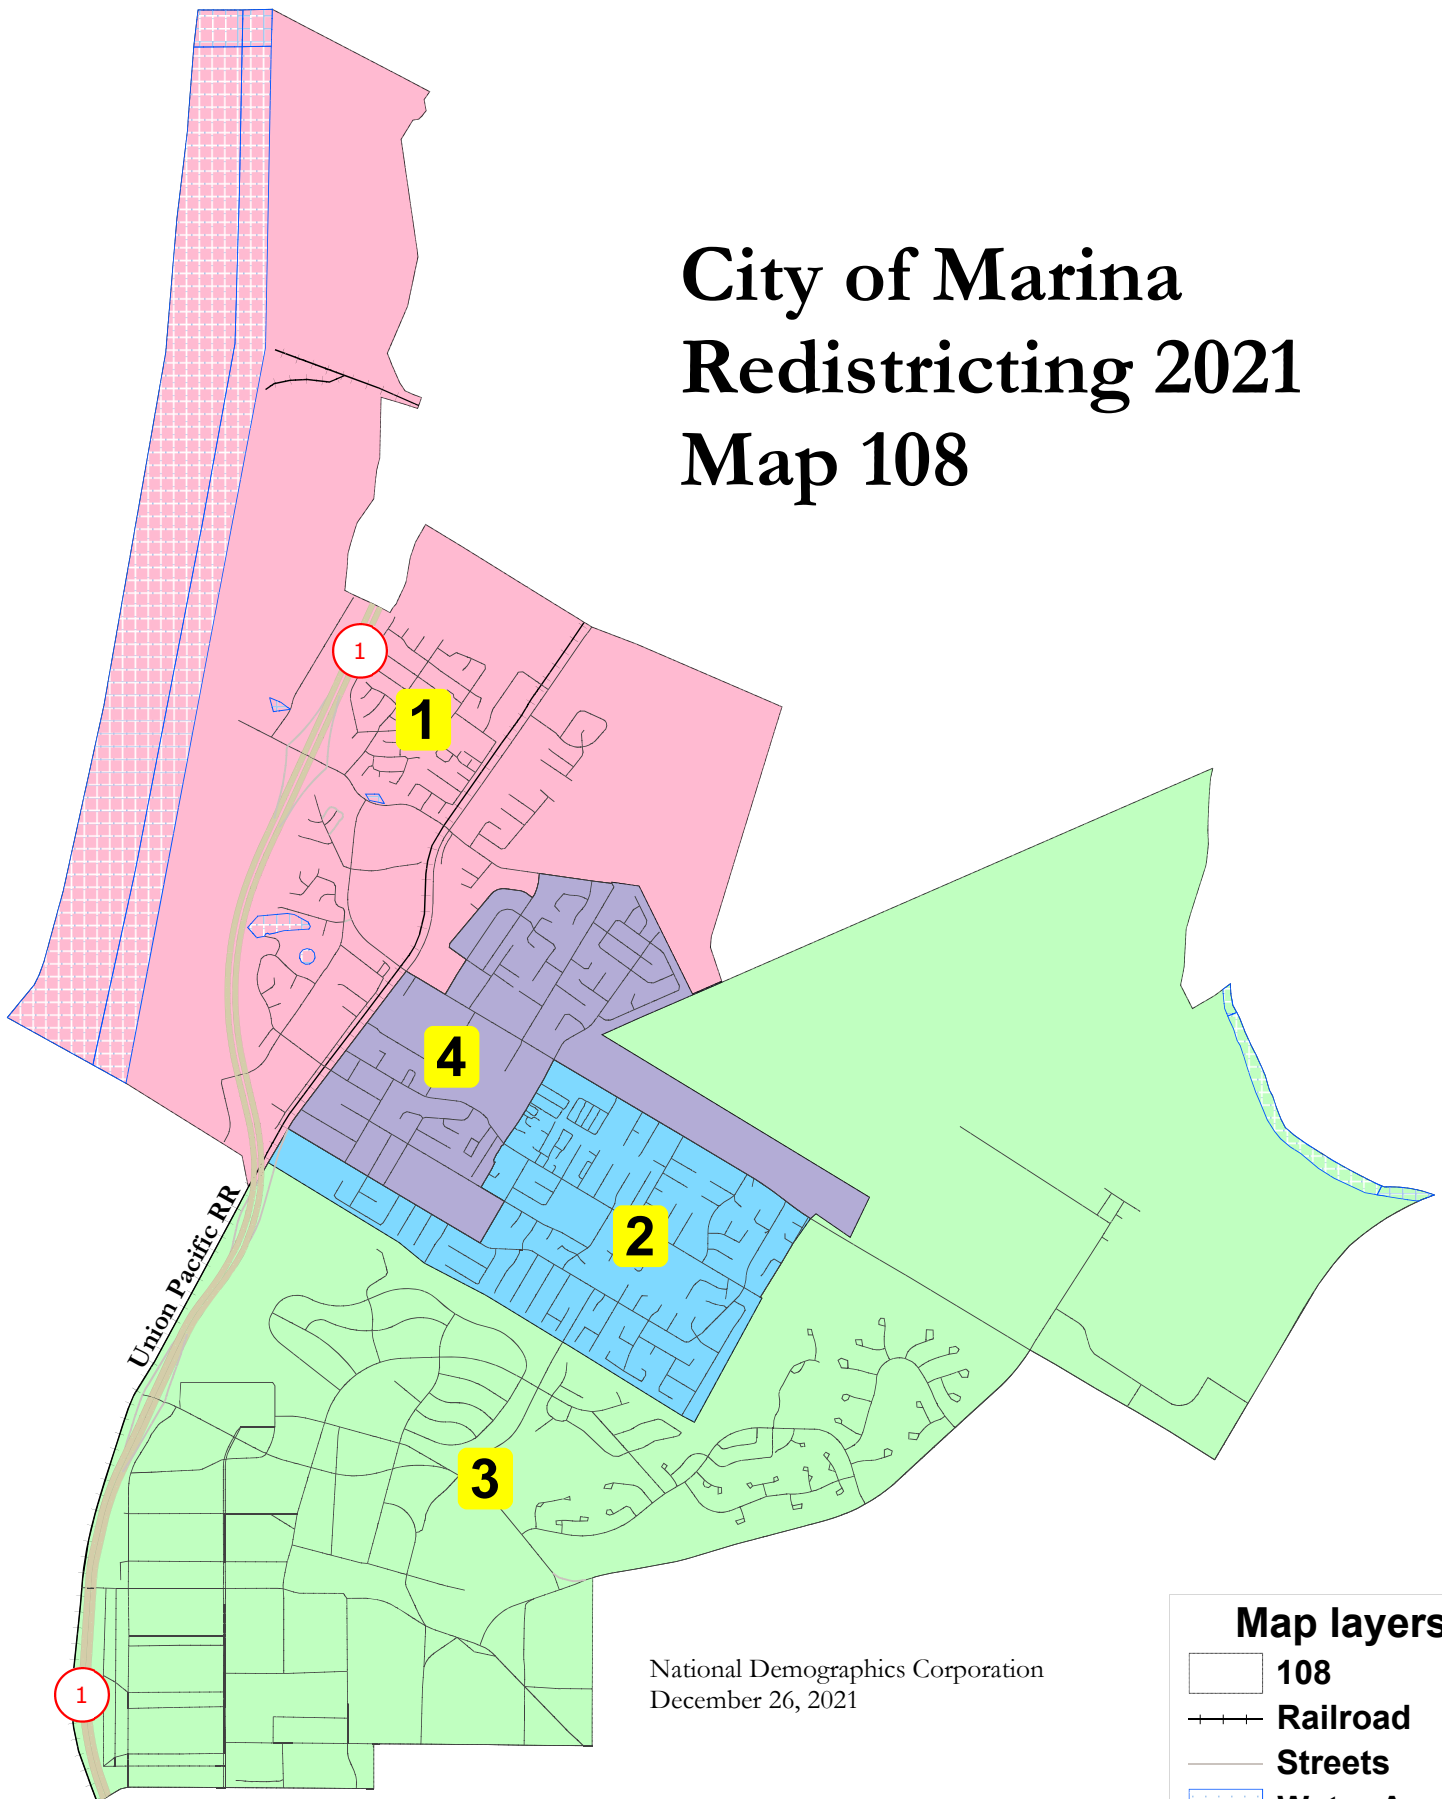 City of Marina
Redistricting 2021
Map 108
1
1
4
2
Union Pacific RR
3
1
National Demographics Corporation
December 26, 2021
Map layers
108
Railroad
Streets